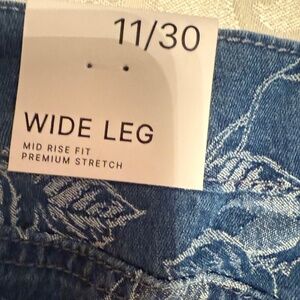 11/30
WIDE LEG
MID RISE FIT
PREMIUM STRETCH